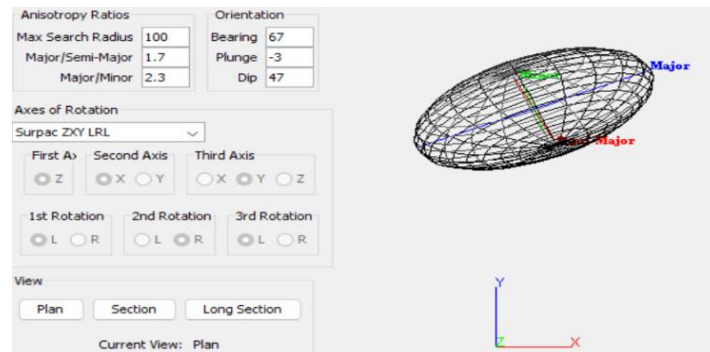 Anisotropy Ratios
Orientation
Max Search Radius 100
Bearing 67
Major/Semi-Major 1.7
Plunge -3
Major/Minor 2.3
Dip 47
Axes of Rotation
Surpac ZXY LRL
First Ax
Second Axis
Third Axis
Z
X Y
X Y Z
1st Rotation
2nd Rotation
3rd Rotation
L R
L R
L R
View
Plan
Section
Long Section
Current View: Plan
Major
Major
Y
Z
X